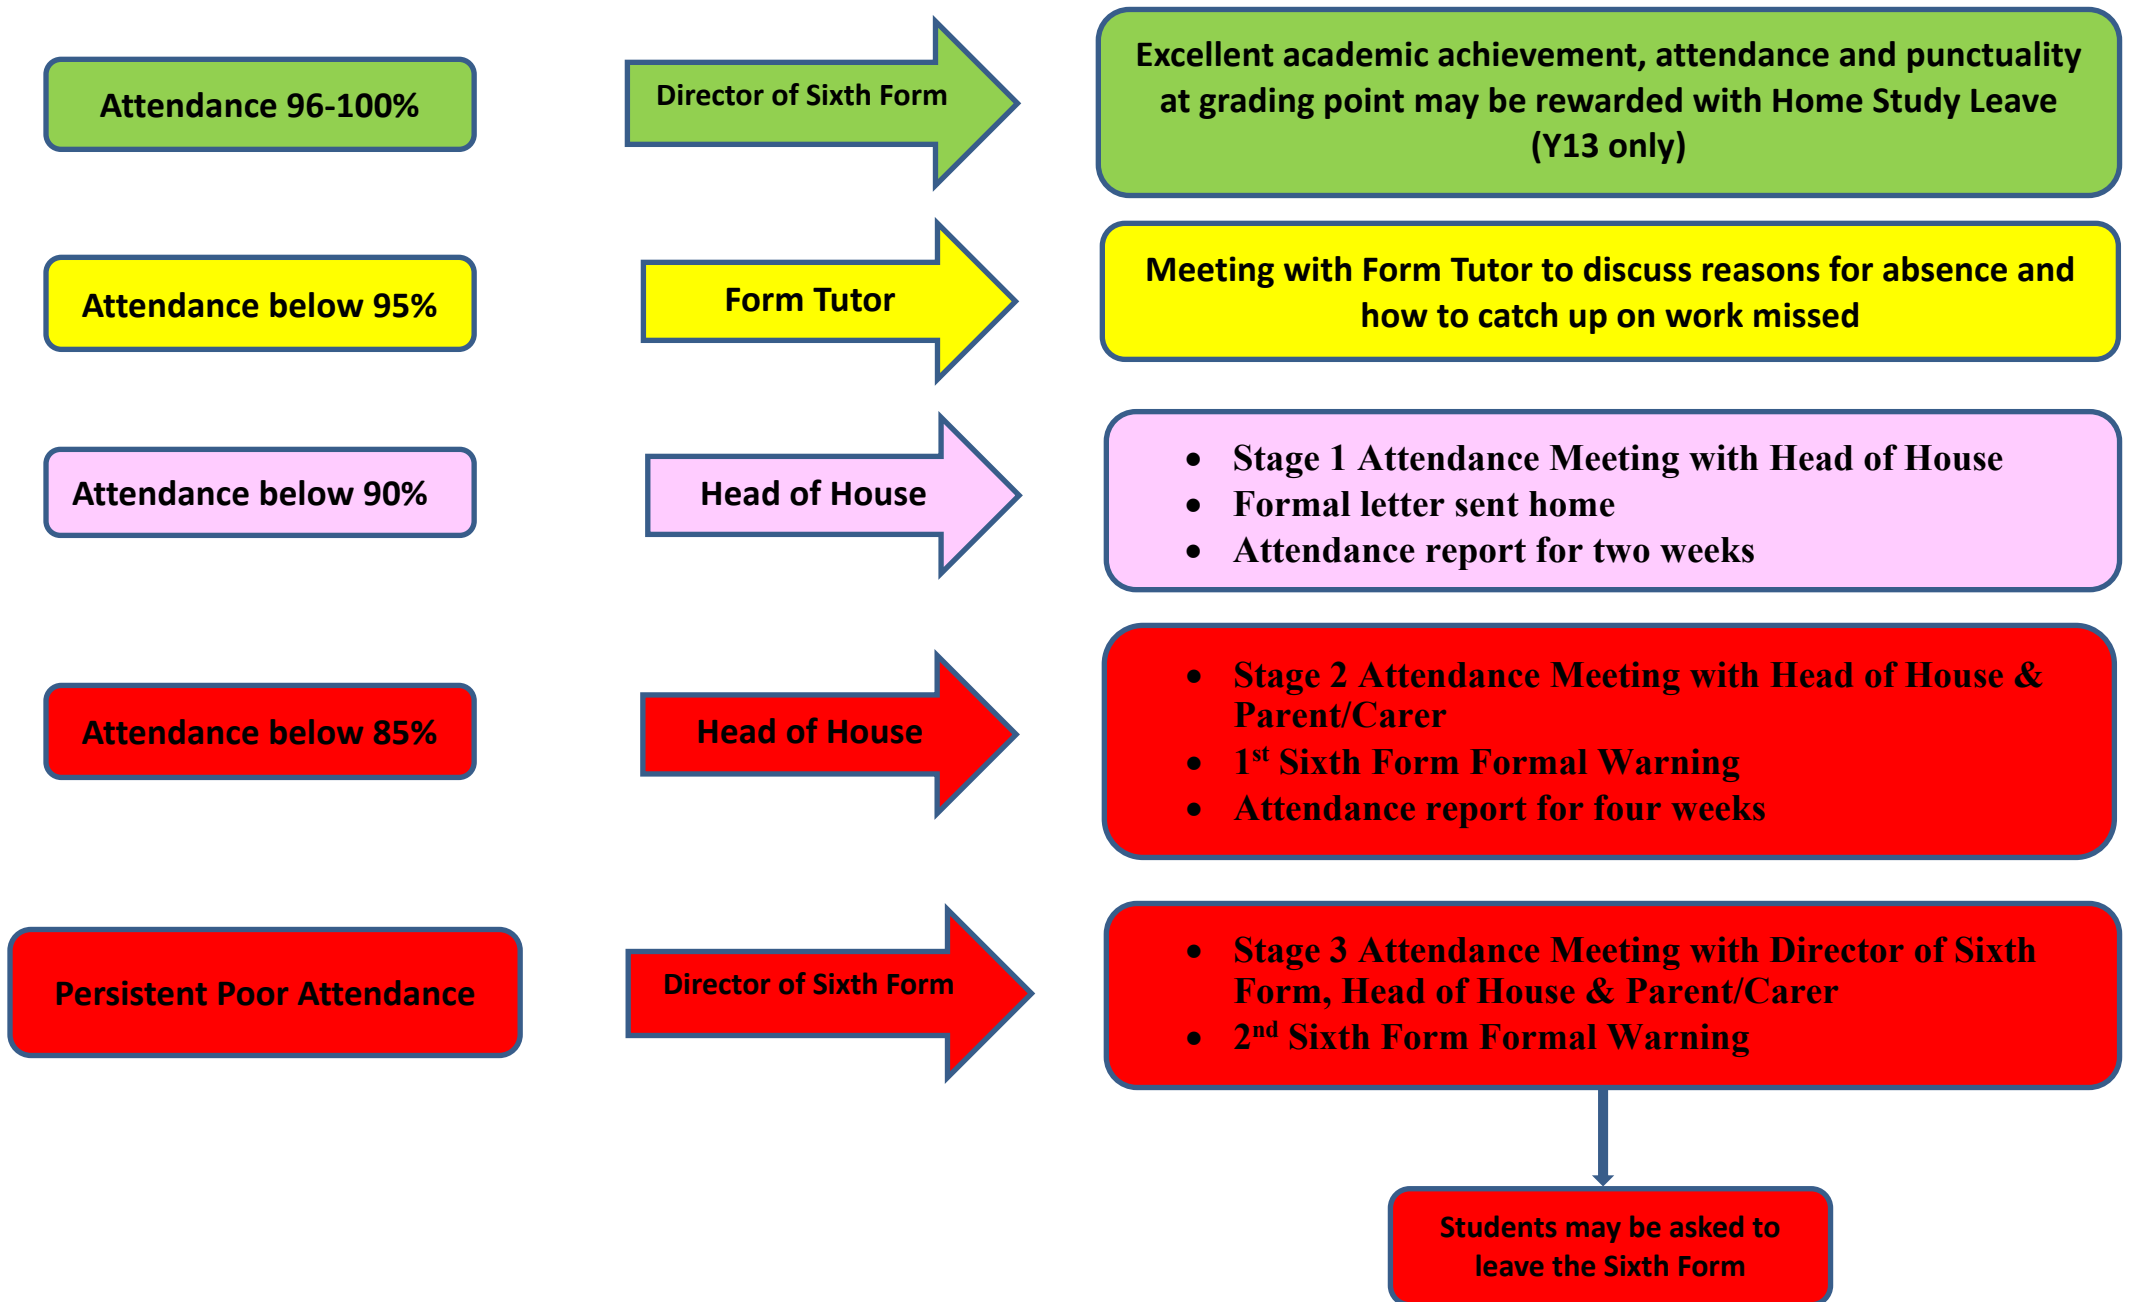 Attendance 96-100%
Director of Sixth Form
Excellent academic achievement, attendance and punctuality
at grading point may be rewarded with Home Study Leave
(Y13 only)
Attendance below 95%
Form Tutor
Meeting with Form Tutor to discuss reasons for absence and
how to catch up on work missed
Attendance below 90%
Head of House
• Stage 1 Attendance Meeting with Head of House
• Formal letter sent home
• Attendance report for two weeks
Attendance below 85%
Head of House
• Stage 2 Attendance Meeting with Head of House &
Parent/Carer
• 1st Sixth Form Formal Warning
• Attendance report for four weeks
Persistent Poor Attendance
Director of Sixth Form
• Stage 3 Attendance Meeting with Director of Sixth
Form, Head of House & Parent/Carer
• 2nd Sixth Form Formal Warning
Students may be asked to
leave the Sixth Form